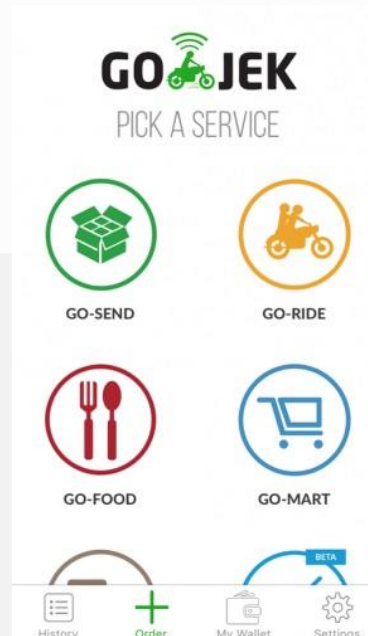 GO JEK
PICK A SERVICE
GO-SEND GO-RIDE
GO-FOOD GO-MART
BETA
History Order My Wallet Settings